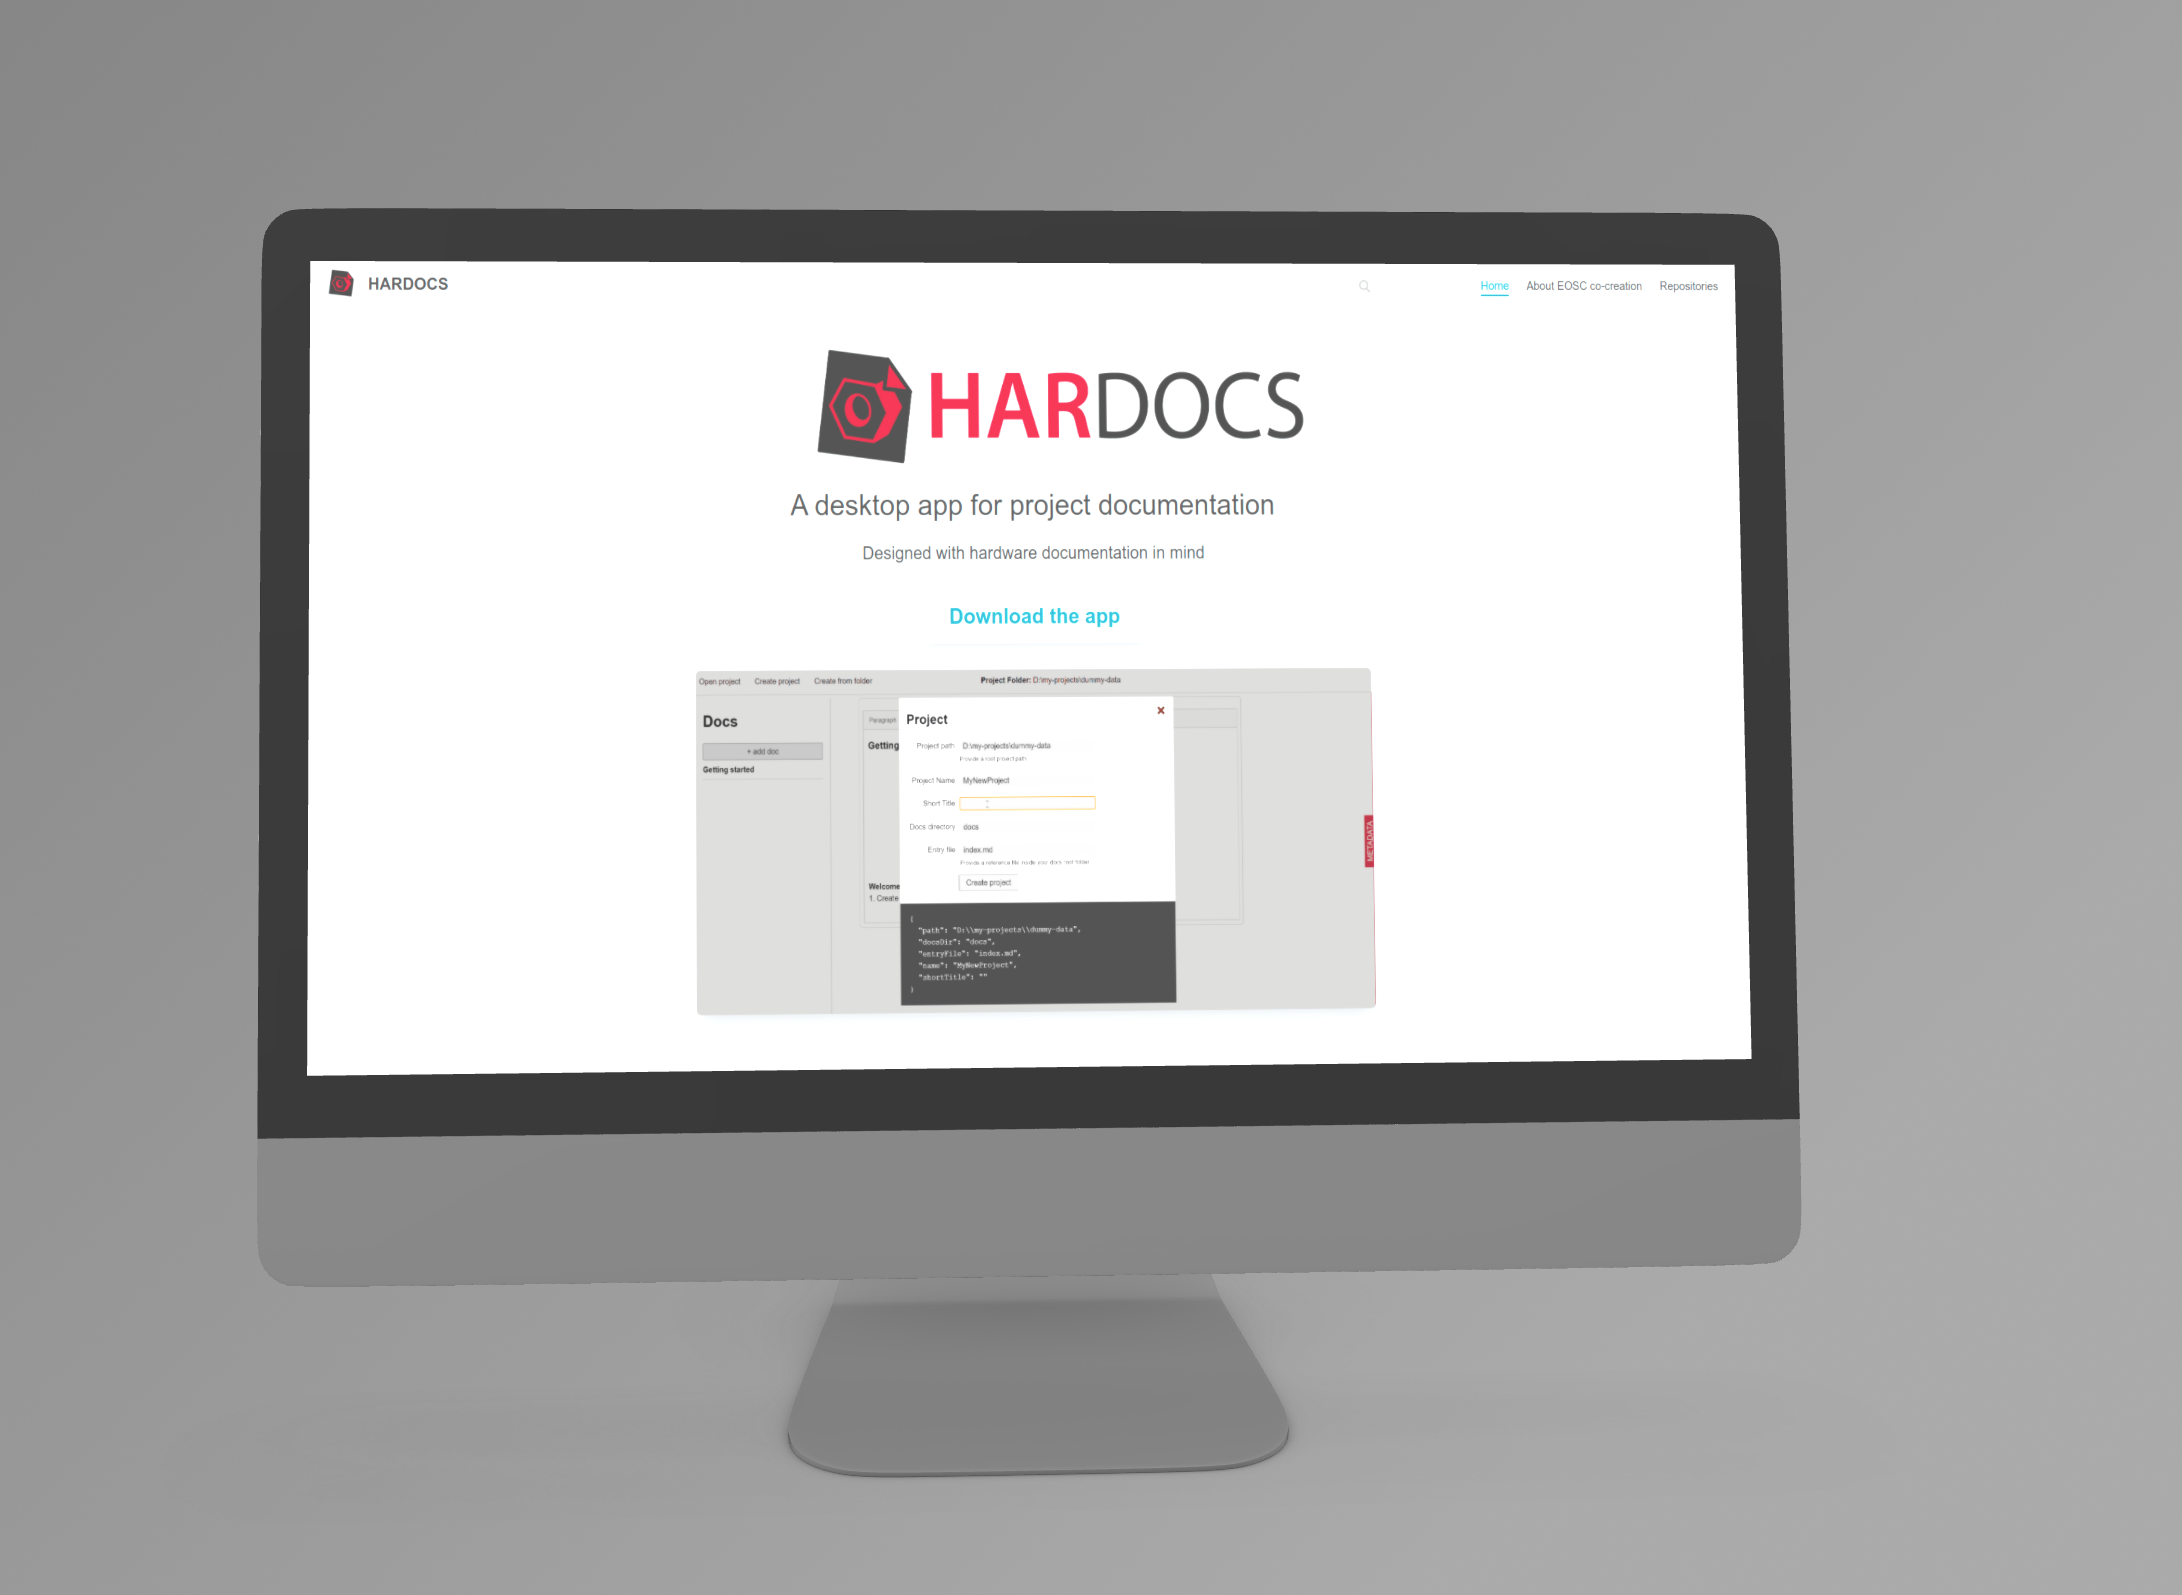 HARDOCS
Home About EOSC co-creation Repositories
HARDOCS
A desktop app for project documentation
Designed with hardware documentation in mind
Download the app
Open project Create project Create from folder Project Folder: D:\my-projects\dummy-data
Docs
+ add doc
Getting started
Paragraph
Getting
Welcome
1. Create
Project
Project path D:\my-projects\dummy-data
Provide a root project path
Project Name MyNewProject
Short Title
Docs directory docs
Entry file index.md
Provide a reference file inside your docs root folder
Create project
{
"path": "D:\\my-projects\\dummy-data",
"docsDir": "docs",
"entryFile": "index.md",
"name": "MyNewProject",
"shortTitle": ""
}
METADATA